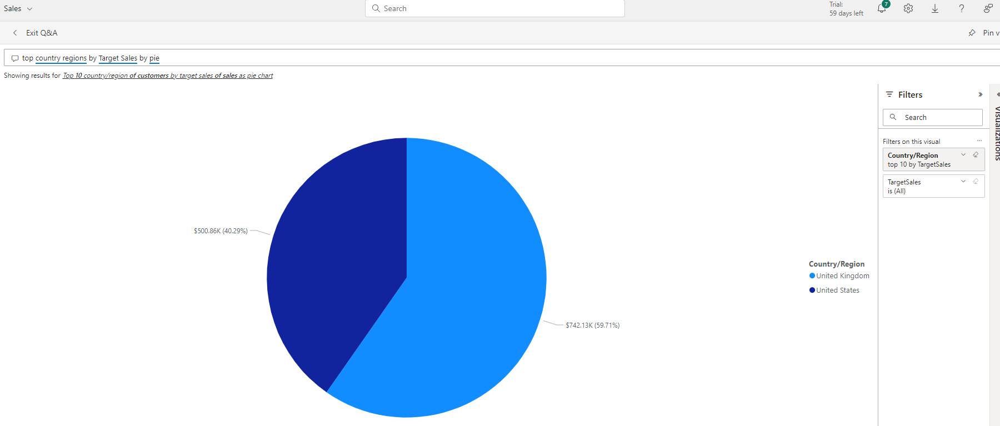 Sales
Search
Trial:
59 days left
7
Exit Q&A
Pin v
top country regions by Target Sales by pie
Showing results for Top 10 country/region of customers by target sales of sales as pie chart
Filters
Search
Filters on this visual
Country/Region
top 10 by TargetSales
TargetSales
is (All)
Visualizations
$500.86K (40.29%)
$742.13K (59.71%)
Country/Region
United Kingdom
United States